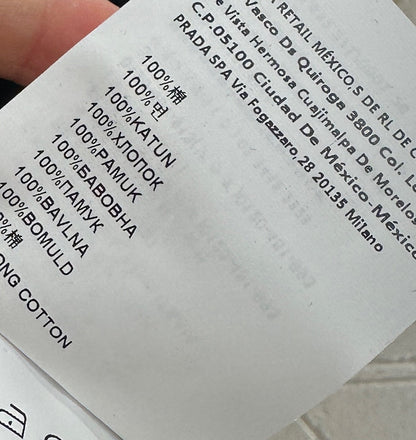 A RETAIL MÉXICO S DE RL DE C
Vasco Ds Quiroga 3800 Col. L
e Vista Hermosa Cuajimalpa De Morelos
C.P.05100 Ciudad De México-México
PRADA SPA Via Fogazzaro,28 20135 Milano
100%棉
100%면
100%KATUN
100%ХЛОПОК
100%PAMUK
100%БАВОВНА
100%ПАМУК
100%BAVLNA
100%BOMULD
0%棉
ONG COTTON